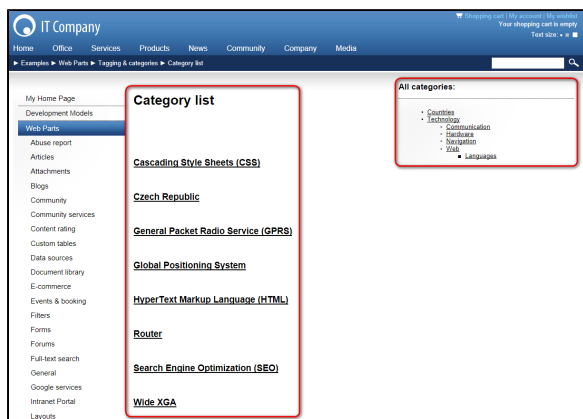 Shopping cart | My account | My wishlist
Your shopping cart is empty
IT Company
Text size:
Home Office Services Products News Community Company Media
Examples Web Parts Tagging & categories Category list
My Home Page
Development Models
Web Parts
Abuse report
Articles
Attachments
Blogs
Community
Community services
Content rating
Custom tables
Data sources
Document library
E-commerce
Events & booking
Filters
Forms
Forums
Full-text search
General
Google services
Intranet Portal
Layouts
Category list
Cascading Style Sheets (CSS)
Czech Republic
General Packet Radio Service (GPRS)
Global Positioning System
HyperText Markup Language (HTML)
Router
Search Engine Optimization (SEO)
Wide XGA
All categories:
Countries
Technology
Communication
Hardware
Navigation
Web
Languages